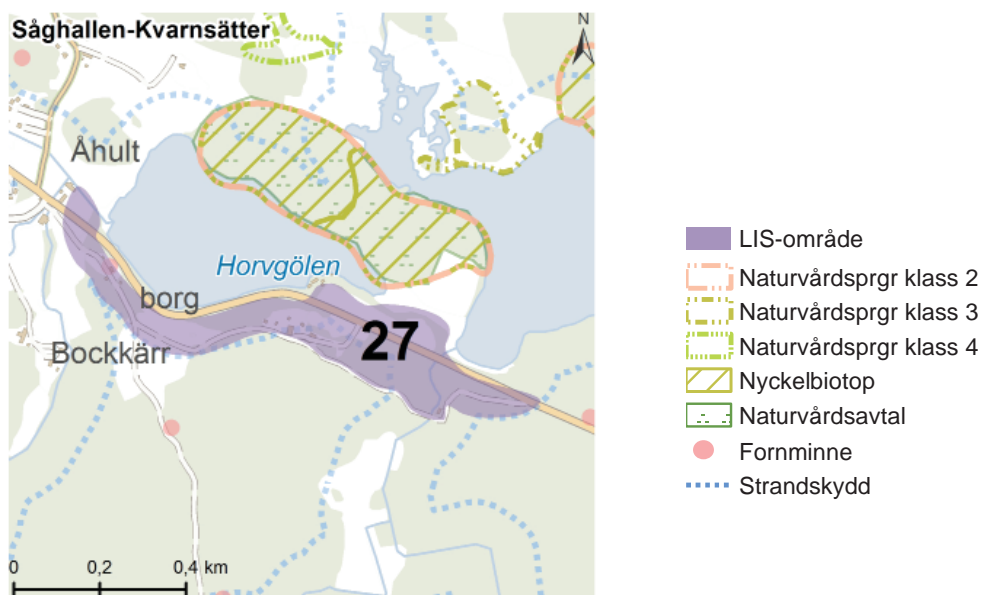 Såghallen-Kvarnsätter
N
Åhult
Horvgölen
borg
27
Bockkärr
0 0,2 0,4 km
LIS-område
Naturvårdsprgr klass 2
Naturvårdsprgr klass 3
Naturvårdsprgr klass 4
Nyckelbiotop
Naturvårdsavtal
Fornminne
Strandskydd